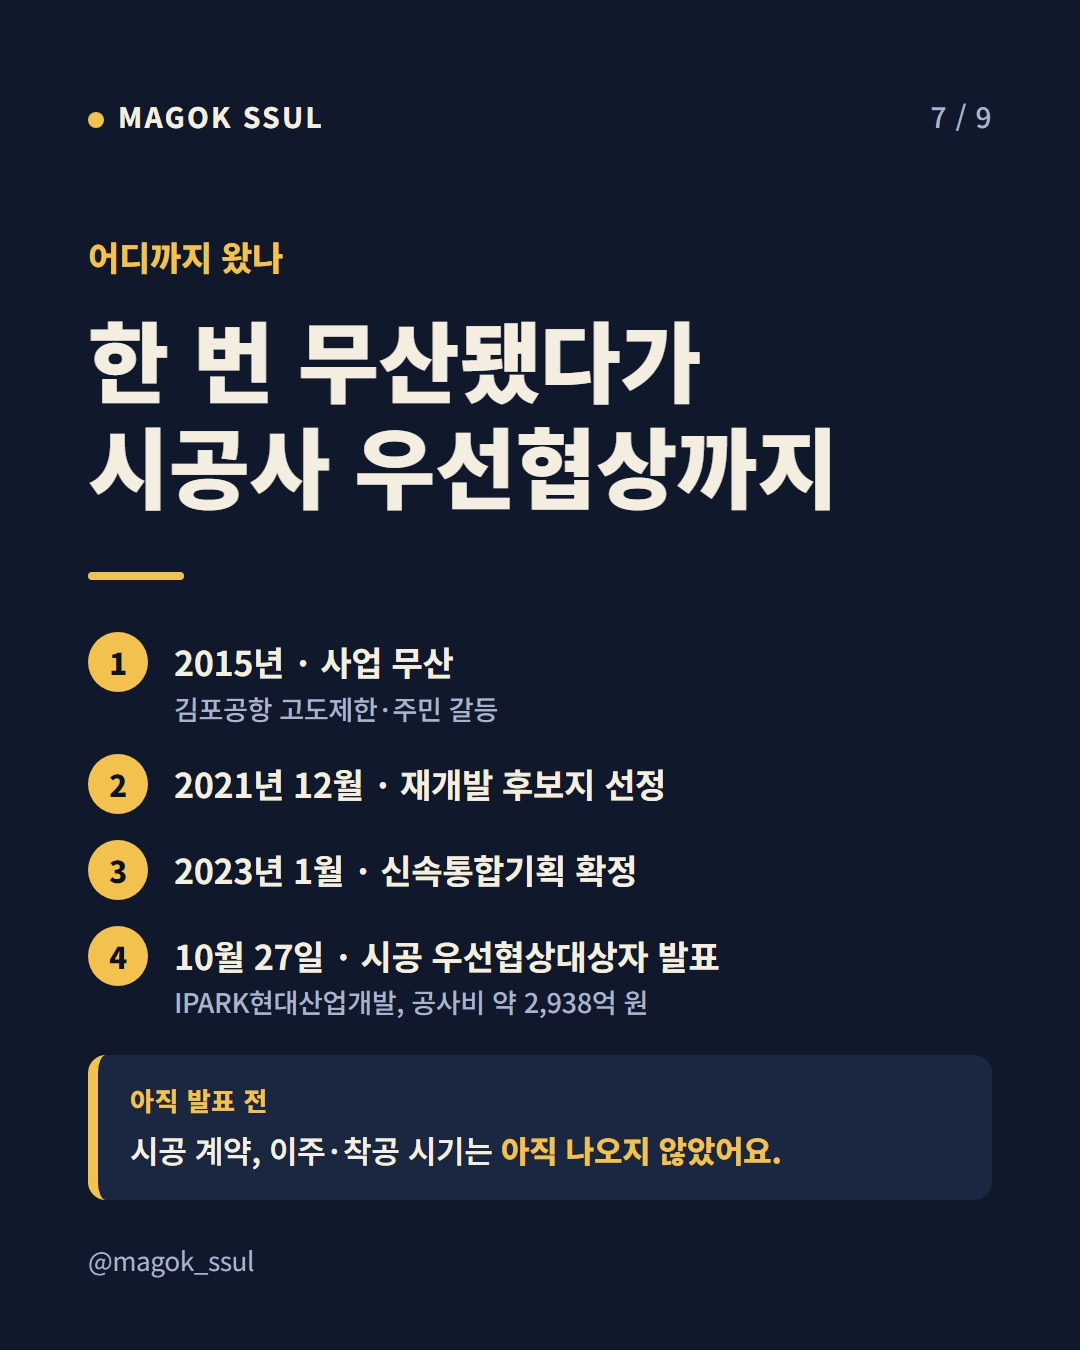 MAGOK SSUL
7 / 9
어디까지 왔나
한 번 무산됐다가
시공사 우선협상까지
1 2015년 · 사업 무산
김포공항 고도제한·주민 갈등
2 2021년 12월 · 재개발 후보지 선정
3 2023년 1월 · 신속통합기획 확정
4 10월 27일 · 시공 우선협상대상자 발표
IPARK현대산업개발, 공사비 약 2,938억 원
아직 발표 전
시공 계약, 이주·착공 시기는 아직 나오지 않았어요.
@magok_ssul